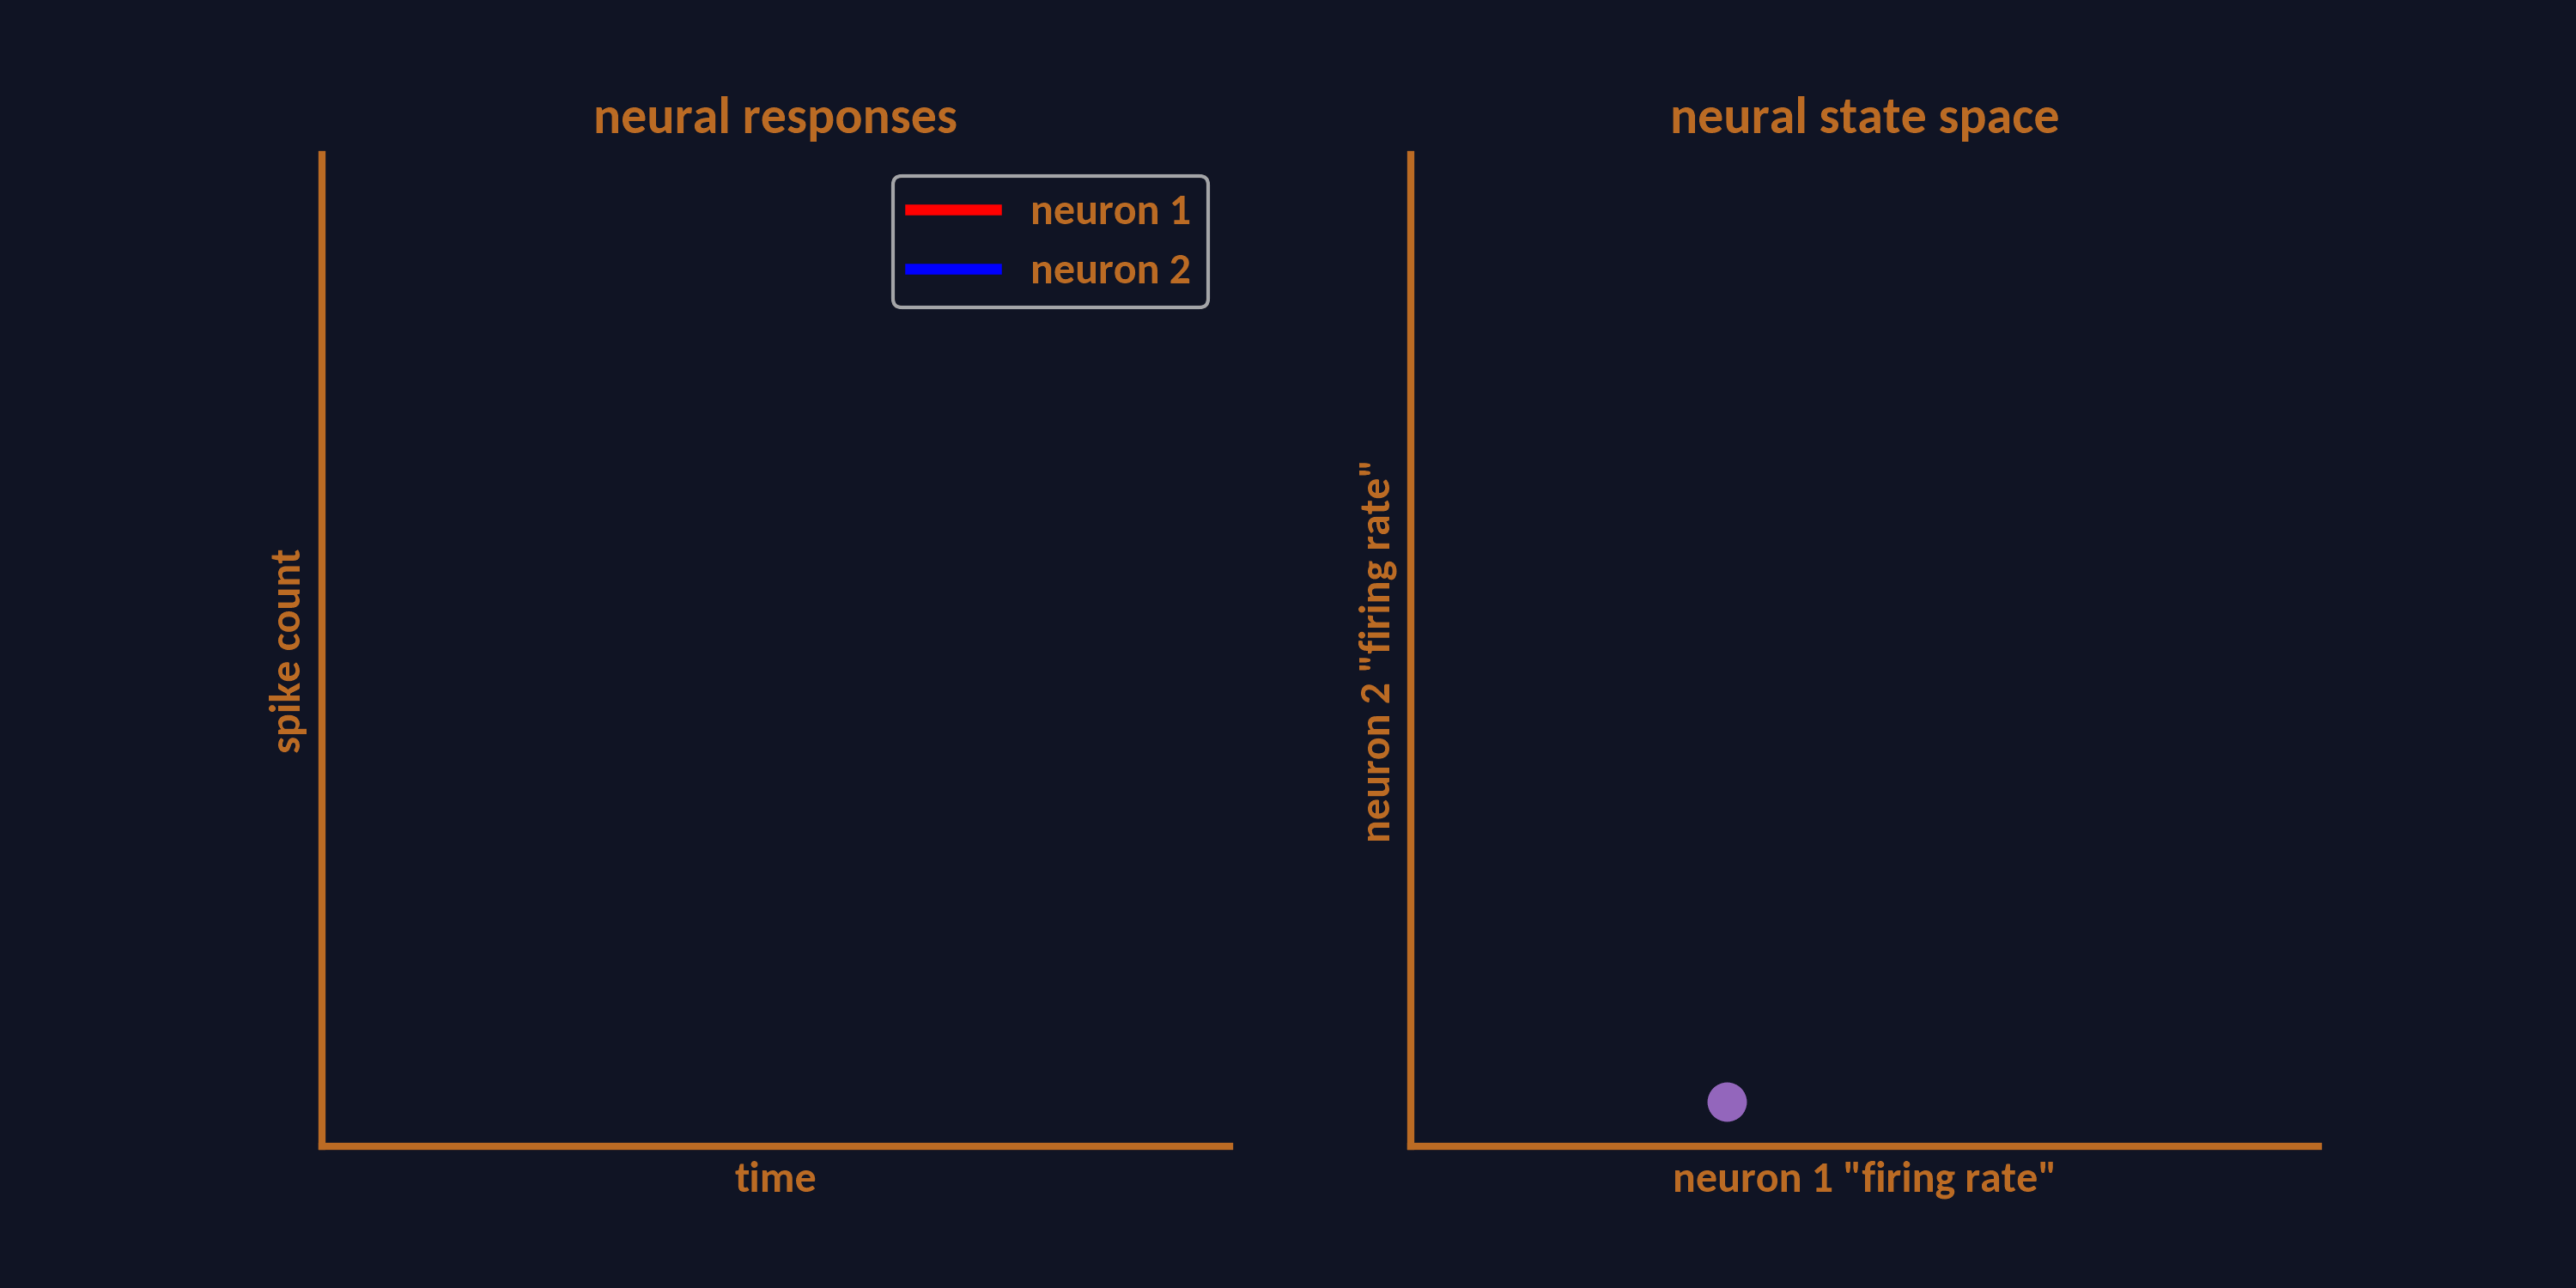 neural responses
neuron 1
neuron 2
spike count
time
neural state space
neuron 2 "firing rate"
neuron 1 "firing rate"